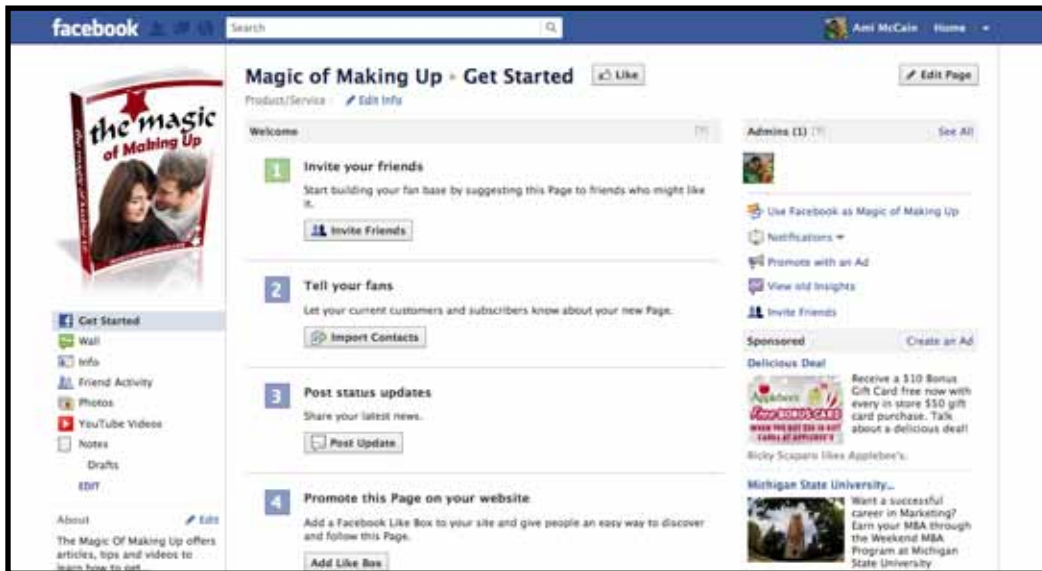 facebook
Search
Ami McCain Home
the magic
of Making Up
Magic of Making Up ▸ Get Started
Like
Edit Page
Product/Service · Edit Info
Welcome [?]
1
Invite your friends
Start building your fan base by suggesting this Page to friends who might like
it.
Invite Friends
2
Tell your fans
Let your current customers and subscribers know about your new Page.
Import Contacts
3
Post status updates
Share your latest news.
Post Update
4
Promote this Page on your website
Add a Facebook Like Box to your site and give people an easy way to discover
and follow this Page.
Add Like Box
Get Started
Wall
Info
Friend Activity
Photos
YouTube Videos
Notes
Drafts
EDIT
About Edit
The Magic Of Making Up offers
articles, tips and videos to
learn how to get...
Admins (1) [?] See All
Use Facebook as Magic of Making Up
Notifications
Promote with an Ad
View old Insights
Invite Friends
Sponsored Create an Ad
Delicious Deal
Applebee's
Free BONUS CARD
Receive a $10 Bonus
Gift Card free now with
every in store $50 gift
card purchase. Talk
about a delicious deal!
Ricky Scaparo likes Applebee's.
Michigan State University...
Want a successful
career in Marketing?
Earn your MBA through
the Weekend MBA
Program at Michigan
State University